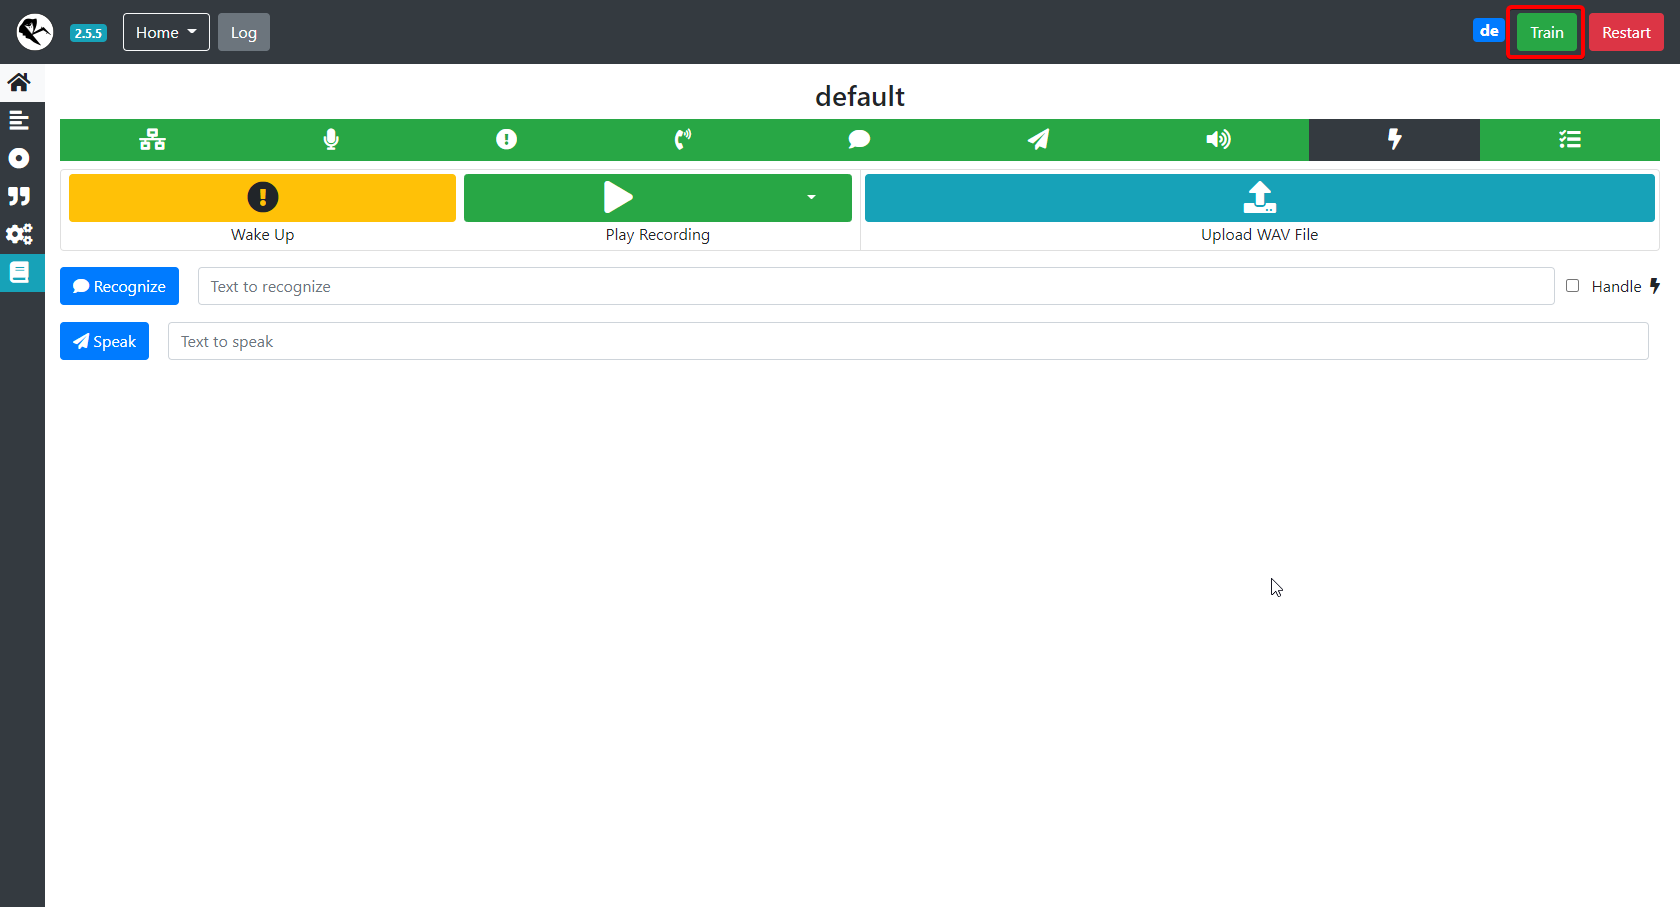 2.5.5 Home Log de Train Restart
default
Wake Up Play Recording Upload WAV File
Recognize Text to recognize Handle
Speak Text to speak